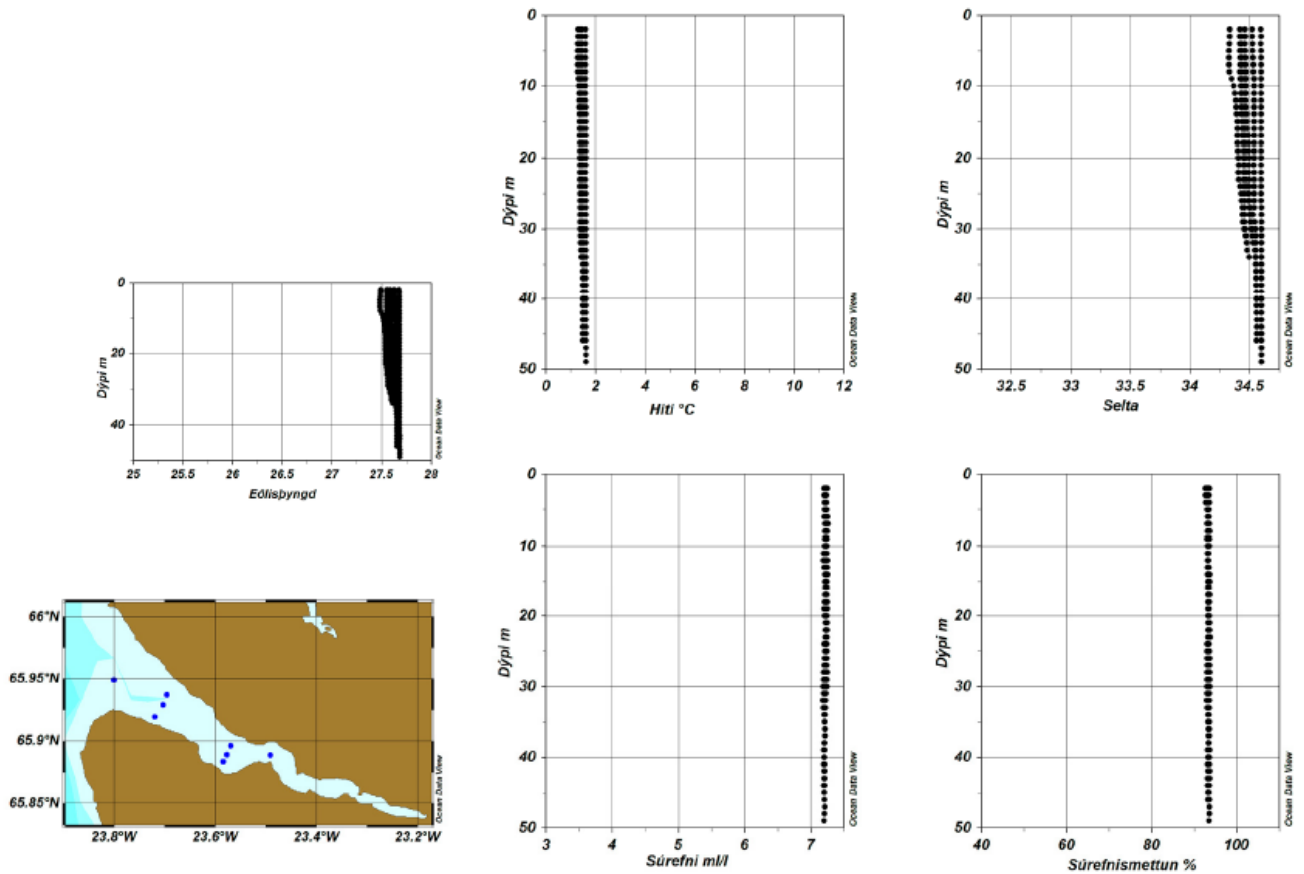 0
10
20
30
40
50
Dýpi m
0 2 4 6 8 10 12
Hiti °C
Ocean Data View
0
10
20
30
40
50
Dýpi m
32.5 33 33.5 34 34.5
Selta
Ocean Data View
0
20
40
Dýpi m
25 25.5 26 26.5 27 27.5 28
Eðlisþyngd
Ocean Data View
66°N
65.95°N
65.9°N
65.85°N
23.8°W 23.6°W 23.4°W 23.2°W
Ocean Data View
0
10
20
30
40
50
Dýpi m
3 4 5 6 7
Súrefni ml/l
Ocean Data View
0
10
20
30
40
50
Dýpi m
40 60 80 100
Súrefnismettun %
Ocean Data View